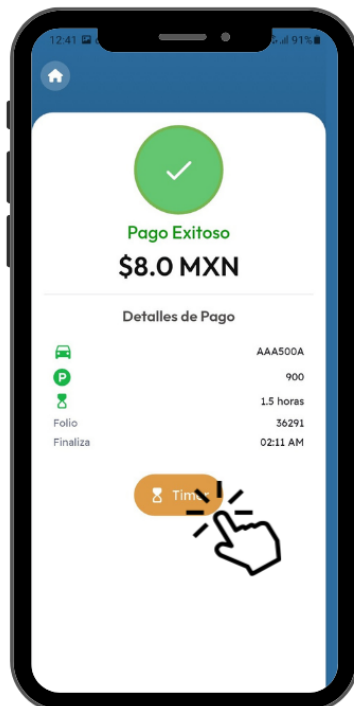 12:41 91%
Pago Exitoso
$8.0 MXN
Detalles de Pago
AAA500A
P 900
1.5 horas
Folio 36291
Finaliza 02:11 AM
Timer